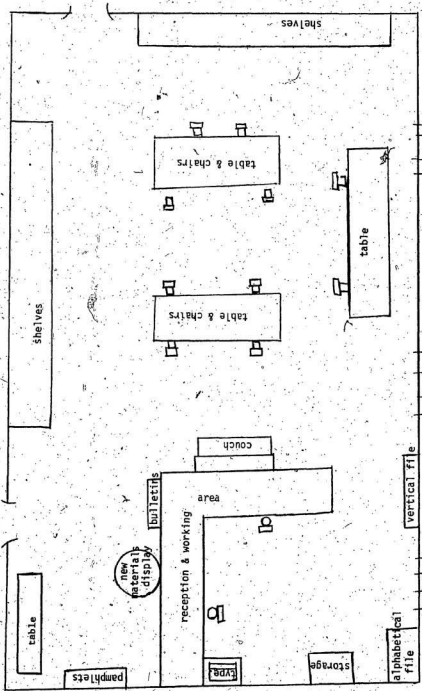 shelves
shelves
table & chairs
table & chairs
table
couch
area
bulletins
reception & working
new
materials
display
table
pamphlets
type.
storage
vertical file
alphabetical
file